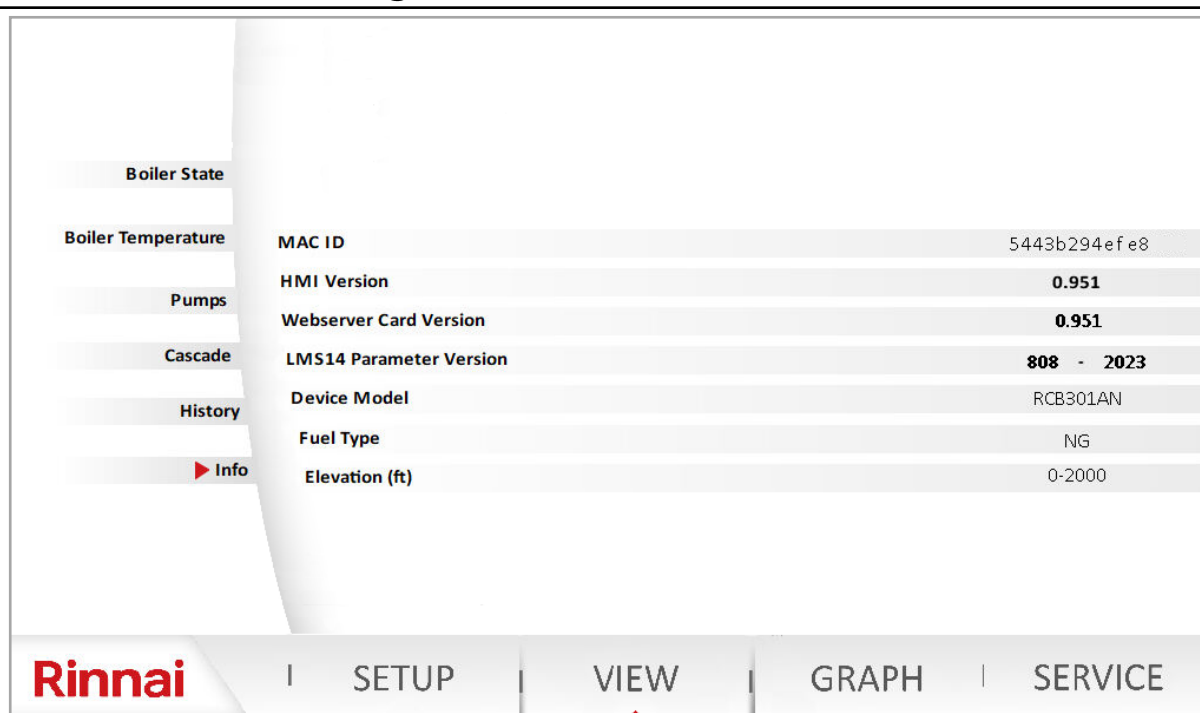 Boiler State
Boiler Temperature
Pumps
Cascade
History
Info
MAC ID 5443b294efe8
HMI Version 0.951
Webserver Card Version 0.951
LMS14 Parameter Version 808 - 2023
Device Model RCB301AN
Fuel Type NG
Elevation (ft) 0-2000
Rinnai | SETUP | VIEW | GRAPH | SERVICE